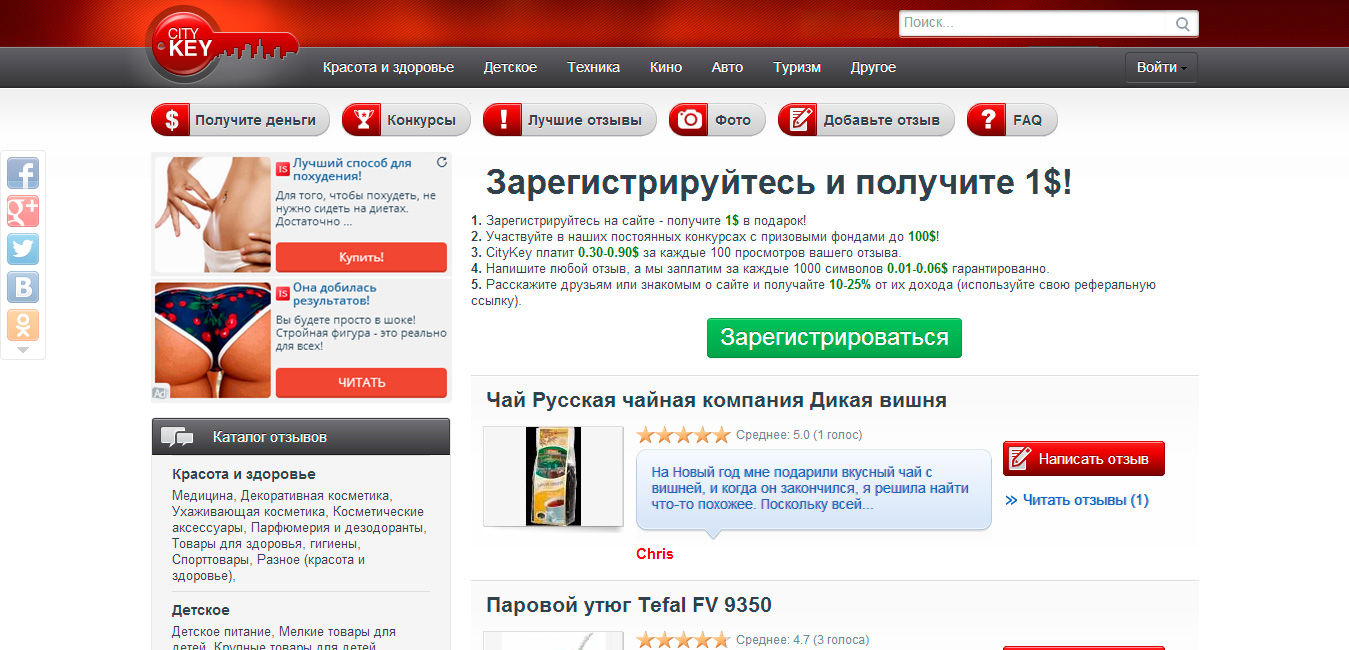 CITY
KEY
Поиск...
Красота и здоровье Детское Техника Кино Авто Туризм Другое Войти
$ Получите деньги Конкурсы ! Лучшие отзывы Фото Добавьте отзыв ? FAQ
f
g+
B
IS Лучший способ для
похудения!
Для того, чтобы похудеть, не
нужно сидеть на диетах.
Достаточно ...
Купить!
IS Она добилась
результатов!
Вы будете просто в шоке!
Стройная фигура - это реально
для всех!
ЧИТАТЬ
Ad
Каталог отзывов
Красота и здоровье
Медицина, Декоративная косметика,
Ухаживающая косметика, Косметические
аксессуары, Парфюмерия и дезодоранты,
Товары для здоровья, гигиены,
Спорттовары, Разное (красота и
здоровье),
Детское
Детское питание, Мелкие товары для
детей, Крупные товары для детей
Зарегистрируйтесь и получите 1$!
1. Зарегистрируйтесь на сайте - получите 1$ в подарок!
2. Участвуйте в наших постоянных конкурсах с призовыми фондами до 100$!
3. CityKey платит 0.30-0.90$ за каждые 100 просмотров вашего отзыва.
4. Напишите любой отзыв, а мы заплатим за каждые 1000 символов 0.01-0.06$ гарантированно.
5. Расскажите друзьям или знакомым о сайте и получайте 10-25% от их дохода (используйте свою реферальную
ссылку).
Зарегистрироваться
Чай Русская чайная компания Дикая вишня
Среднее: 5.0 (1 голос)
На Новый год мне подарили вкусный чай с
вишней, и когда он закончился, я решила найти
что-то похожее. Поскольку всей...
Chris
Написать отзыв
» Читать отзывы (1)
Паровой утюг Tefal FV 9350
Среднее: 4.7 (3 голоса)